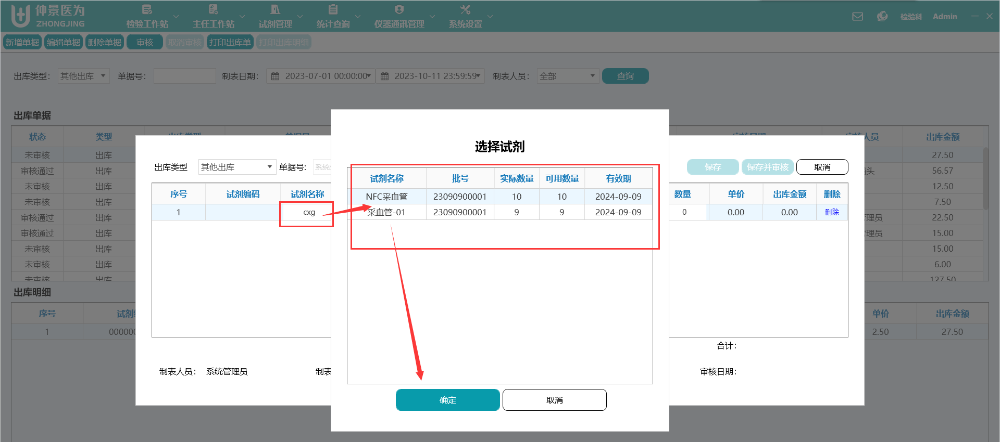 仲景医为
ZHONGJING
检验工作站 主任工作站 试剂管理 统计查询 仪器通讯管理 系统设置
检验科 Admin
新增单据 编辑单据 删除单据 审核 取消审核 打印出库单 打印出库明细
出库类型： 其他出库 单据号： 制表日期： 2023-07-01 00:00:00 2023-10-11 23:59:59 制表人员： 全部 查询
出库单据
状态 类型 出库类型 单据号 审核日期 审核人员 出库金额
未审核 出库 27.50
审核通过 出库 56.57
未审核 出库 12.50
未审核 出库 7.50
审核通过 出库 管理员 22.50
审核通过 出库 管理员 15.00
未审核 出库 15.00
未审核 出库 6.00
未审核 出库 127.50
出库明细
序号 试剂 单价 出库金额
1 000000 2.50 27.50
出库类型 其他出库 单据号: 系统 保存 保存并审核 取消
序号 试剂编码 试剂名称 数量 单价 出库金额 删除
1 cxg 0 0.00 0.00 删除
合计：
制表人员： 系统管理员 制表 审核日期：
选择试剂
试剂名称 批号 实际数量 可用数量 有效期
NFC采血管 23090900001 10 10 2024-09-09
采血管-01 23090900001 9 9 2024-09-09
确定 取消